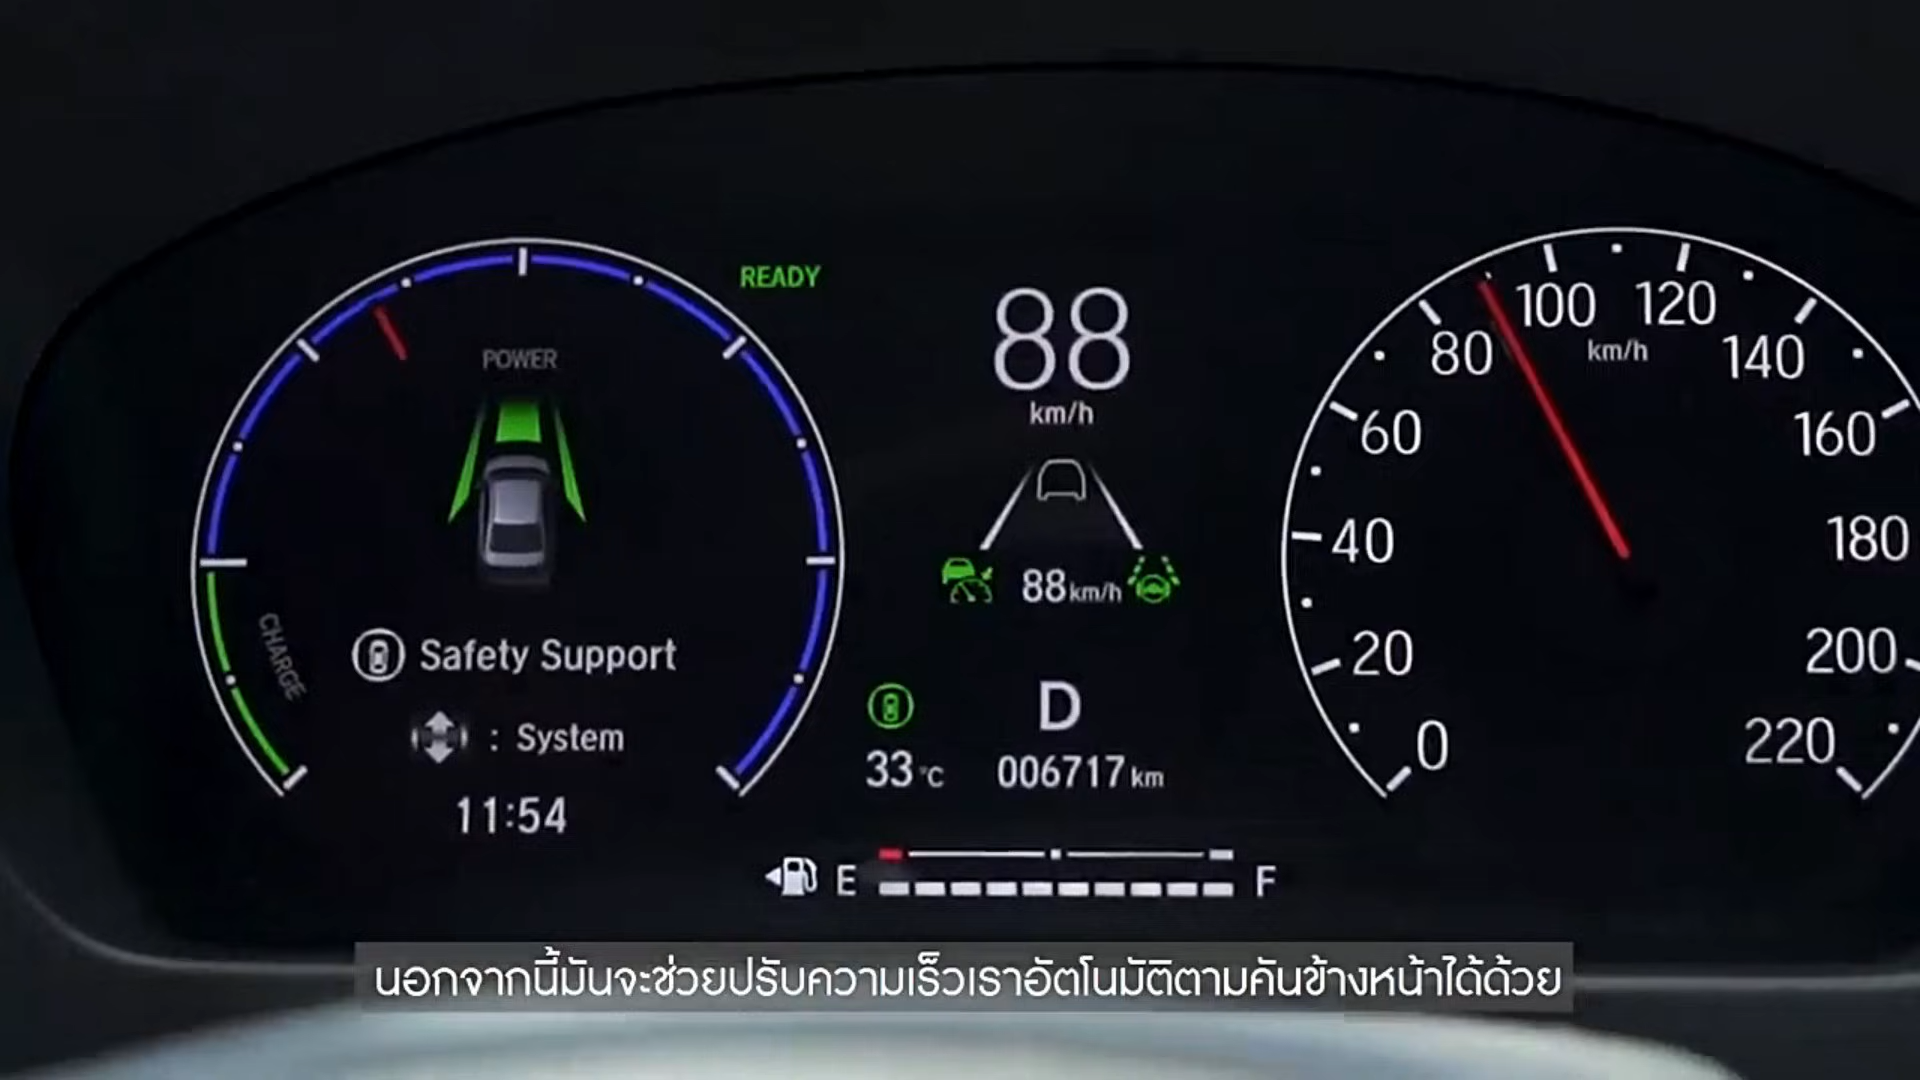 READY
POWER
CHARGE
Safety Support
: System
11:54
88
km/h
88 km/h
D
33 °C
006717 km
E
F
0
20
40
60
80
100
120
140
160
180
200
220
km/h
นอกจากนี้มันจะช่วยปรับความเร็วเราอัตโนมัติตามคันข้างหน้าได้ด้วย